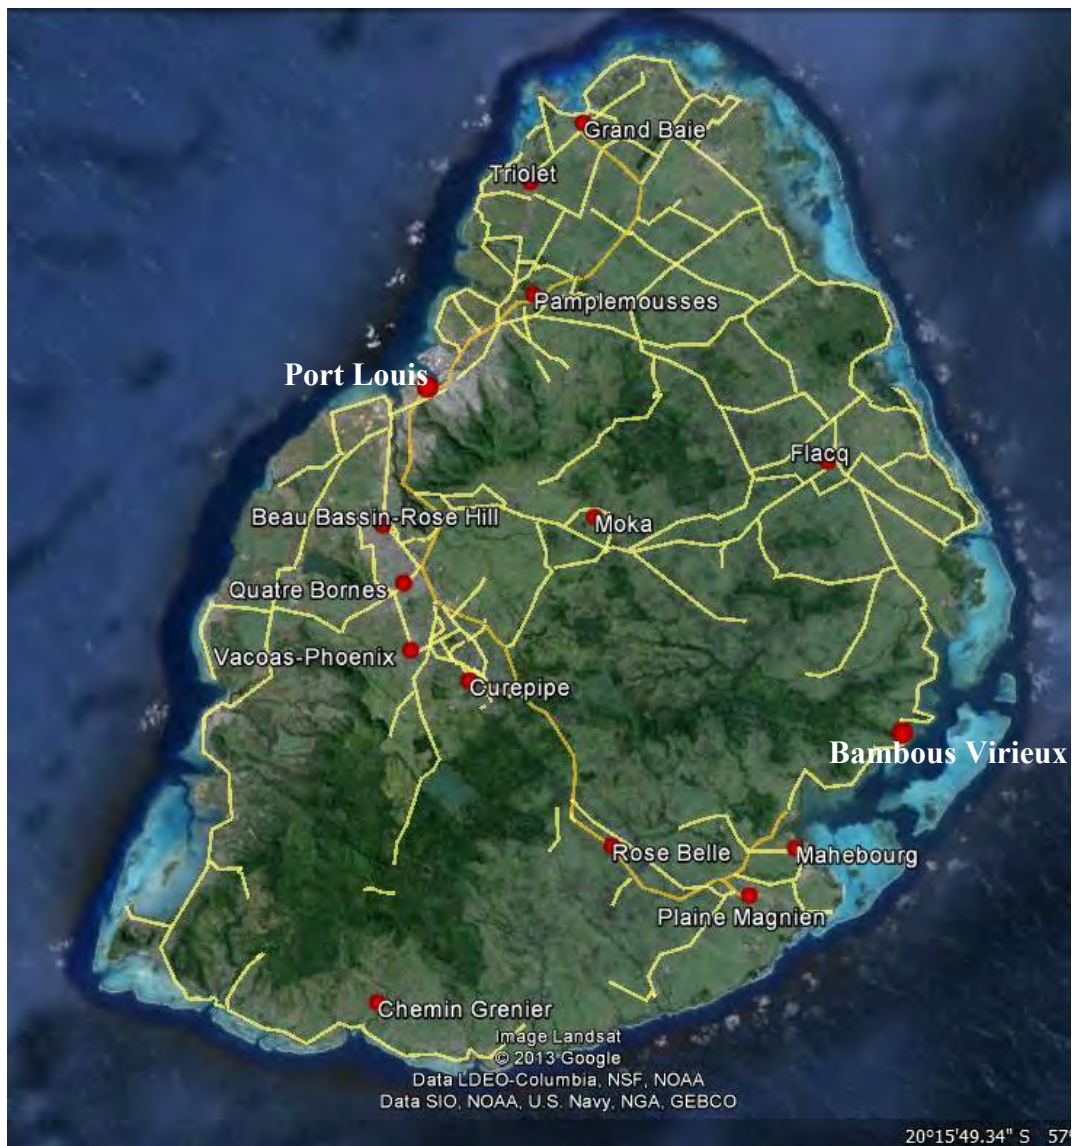 Grand Baie
Triolet
Pamplemousses
Port Louis
Flacq
Beau Bassin-Rose Hill
Moka
Quatre Bornes
Vacoas-Phoenix
Curepipe
Bambous Virieux
Rose Belle
Mahebourg
Plaine Magnien
Chemin Grenier
Image Landsat
© 2013 Google
Data LDEO-Columbia, NSF, NOAA
Data SIO, NOAA, U.S. Navy, NGA, GEBCO
20°15'49.34" S 57°